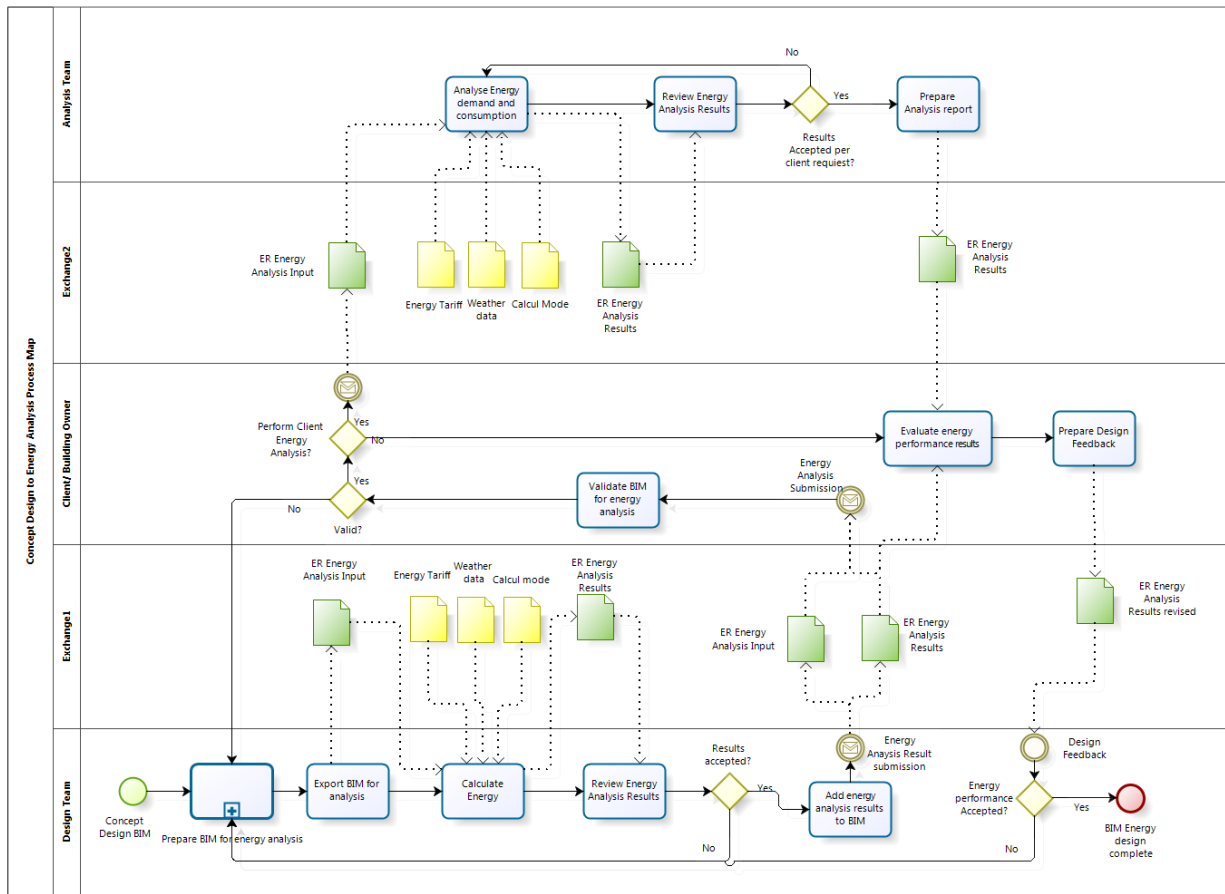 Concept Design to Energy Analysis Process Map
Analysis Team
No
Analyse Energy
demand and
consumption
Review Energy
Analysis Results
Yes
Prepare
Analysis report
Results
Accepted per
client requiest?
Exchange2
ER Energy
Analysis Input
Energy Tariff
Weather
data
Calcul Mode
ER Energy
Analysis
Results
ER Energy
Analysis
Results
Client/ Building Owner
Perform Client
Energy
Analysis?
Yes
No
Evaluate energy
performance results
Prepare Design
Feedback
Yes
No
Valid?
Validate BIM
for energy
analysis
Energy
Analysis
Submission
Exchange1
ER Energy
Analysis Input
Energy Tariff
Weather
data
Calcul mode
ER Energy
Analysis
Results
ER Energy
Analysis Input
ER Energy
Analysis
Results
ER Energy
Analysis
Results revised
Design Team
Concept
Design BIM
Prepare BIM for energy analysis
Export BIM for
analysis
Calculate
Energy
Review Energy
Analysis Results
Results
accepted?
Yes
No
Add energy
analysis results
to BIM
Energy
Anaysis Result
submission
Design
Feedback
Energy
performance
Accepted?
Yes
No
BIM Energy
design
complete